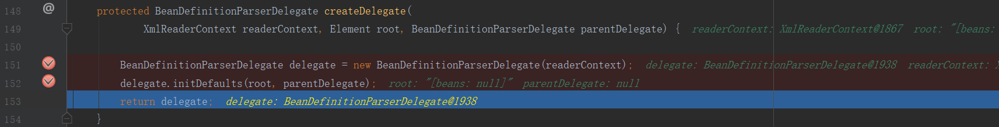 148 @ protected BeanDefinitionParserDelegate createDelegate(
149 XmlReaderContext readerContext, Element root, BeanDefinitionParserDelegate parentDelegate) { readerContext: XmlReaderContext@1867 root: "[beans:
150
151 BeanDefinitionParserDelegate delegate = new BeanDefinitionParserDelegate(readerContext); delegate: BeanDefinitionParserDelegate@1938 readerContext: X
152 delegate.initDefaults(root, parentDelegate); root: "[beans: null]" parentDelegate: null
153 return delegate; delegate: BeanDefinitionParserDelegate@1938
154 }